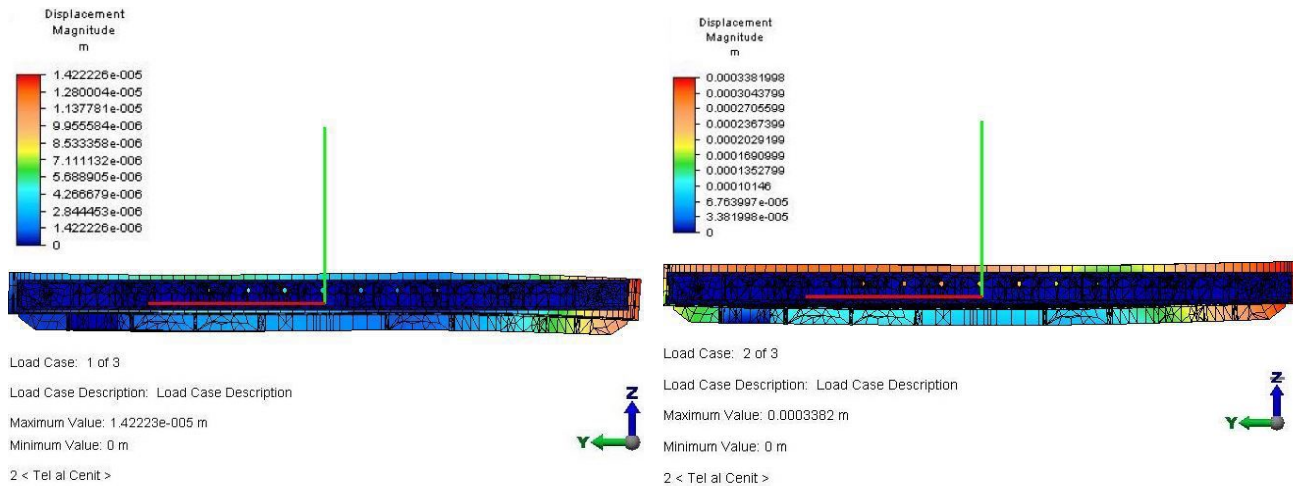 Displacement
Magnitude
m
1.422226e-005
1.280004e-005
1.137781e-005
9.955584e-006
8.533358e-006
7.111132e-006
5.688905e-006
4.266679e-006
2.844453e-006
1.422226e-006
0
Z
Y
Load Case: 1 of 3
Load Case Description: Load Case Description
Maximum Value: 1.42223e-005 m
Minimum Value: 0 m
2 < Tel al Cenit >
Displacement
Magnitude
m
0.0003381998
0.0003043799
0.0002705599
0.0002367399
0.0002029199
0.0001690999
0.0001352799
0.00010146
6.763997e-005
3.381998e-005
0
Z
Y
Load Case: 2 of 3
Load Case Description: Load Case Description
Maximum Value: 0.0003382 m
Minimum Value: 0 m
2 < Tel al Cenit >